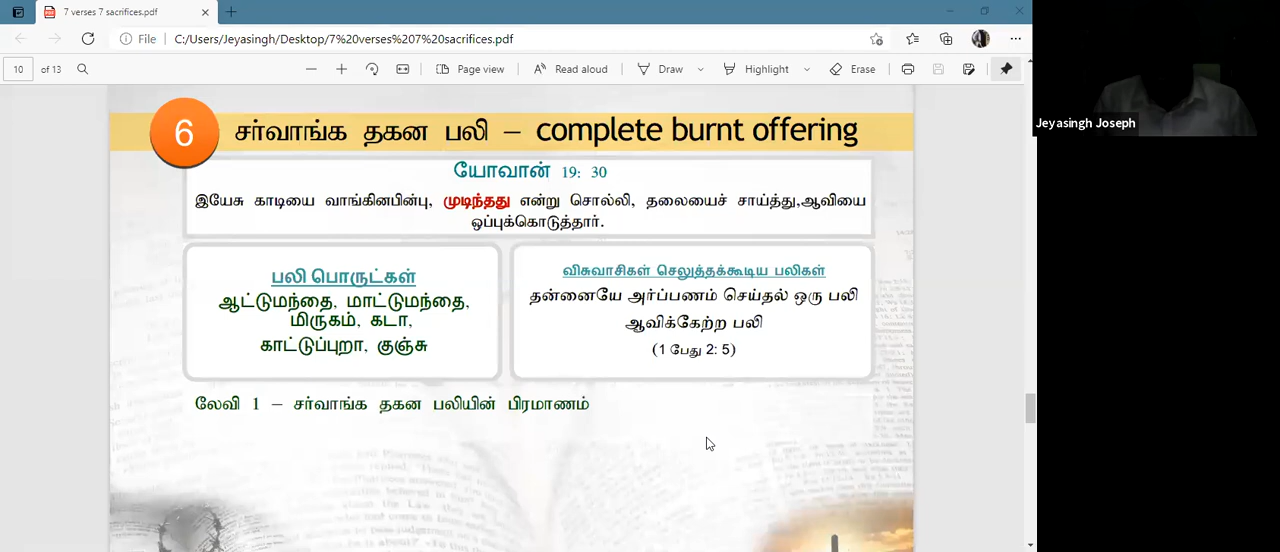 7 verses 7 sacrifices.pdf
File
C:/Users/Jeyasingh/Desktop/7%20verses%207%20sacrifices.pdf
10 of 13
Page view
Read aloud
Draw
Highlight
Erase
6 சர்வாங்க தகன பலி – complete burnt offering
யோவான் 19: 30
இயேசு காடியை வாங்கினபின்பு, முடிந்தது என்று சொல்லி, தலையைச் சாய்த்து,ஆவியை
ஒப்புக்கொடுத்தார்.
பலி பொருட்கள்
ஆட்டுமந்தை, மாட்டுமந்தை,
மிருகம், கடா,
காட்டுப்புறா, குஞ்சு
விசுவாசிகள் செலுத்தக்கூடிய பலிகள்
தன்னையே அர்ப்பணம் செய்தல் ஒரு பலி
ஆவிக்கேற்ற பலி
(1 பேது 2: 5)
லேவி 1 – சர்வாங்க தகன பலியின் பிரமாணம்
Jeyasingh Joseph